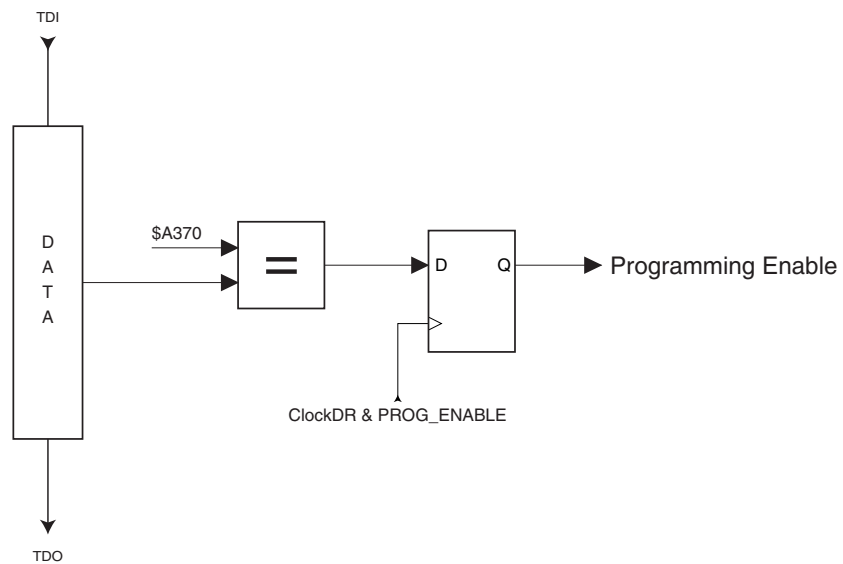 TDI
D
A
T
A
$A370
=
D Q
Programming Enable
ClockDR & PROG_ENABLE
TDO